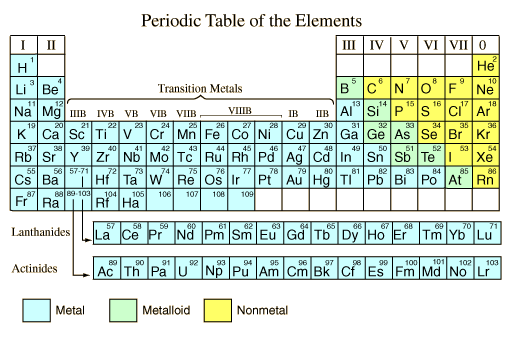 Periodic Table of the Elements
I II III IV V VI VII 0
H 1 He 2
Li 3 Be 4 B 5 C 6 N 7 O 8 F 9 Ne 10
Transition Metals
Na 11 Mg 12 IIIB IVB VB VIB VIIB VIIIB IB IIB Al 13 Si 14 P 15 S 16 Cl 17 Ar 18
K 19 Ca 20 Sc 21 Ti 22 V 23 Cr 24 Mn 25 Fe 26 Co 27 Ni 28 Cu 29 Zn 30 Ga 31 Ge 32 As 33 Se 34 Br 35 Kr 36
Rb 37 Sr 38 Y 39 Zr 40 Nb 41 Mo 42 Tc 43 Ru 44 Rh 45 Pd 46 Ag 47 Cd 48 In 49 Sn 50 Sb 51 Te 52 I 53 Xe 54
Cs 55 Ba 56 57-71 Hf 72 Ta 73 W 74 Re 75 Os 76 Ir 77 Pt 78 Au 79 Hg 80 Tl 81 Pb 82 Bi 83 Po 84 At 85 Rn 86
Fr 87 Ra 88 89-103 Rf 104 Ha 105 106 107 108 109
Lanthanides La 57 Ce 58 Pr 59 Nd 60 Pm 61 Sm 62 Eu 63 Gd 64 Tb 65 Dy 66 Ho 67 Er 68 Tm 69 Yb 70 Lu 71
Actinides Ac 89 Th 90 Pa 91 U 92 Np 93 Pu 94 Am 95 Cm 96 Bk 97 Cf 98 Es 99 Fm 100 Md 101 No 102 Lr 103
Metal Metalloid Nonmetal